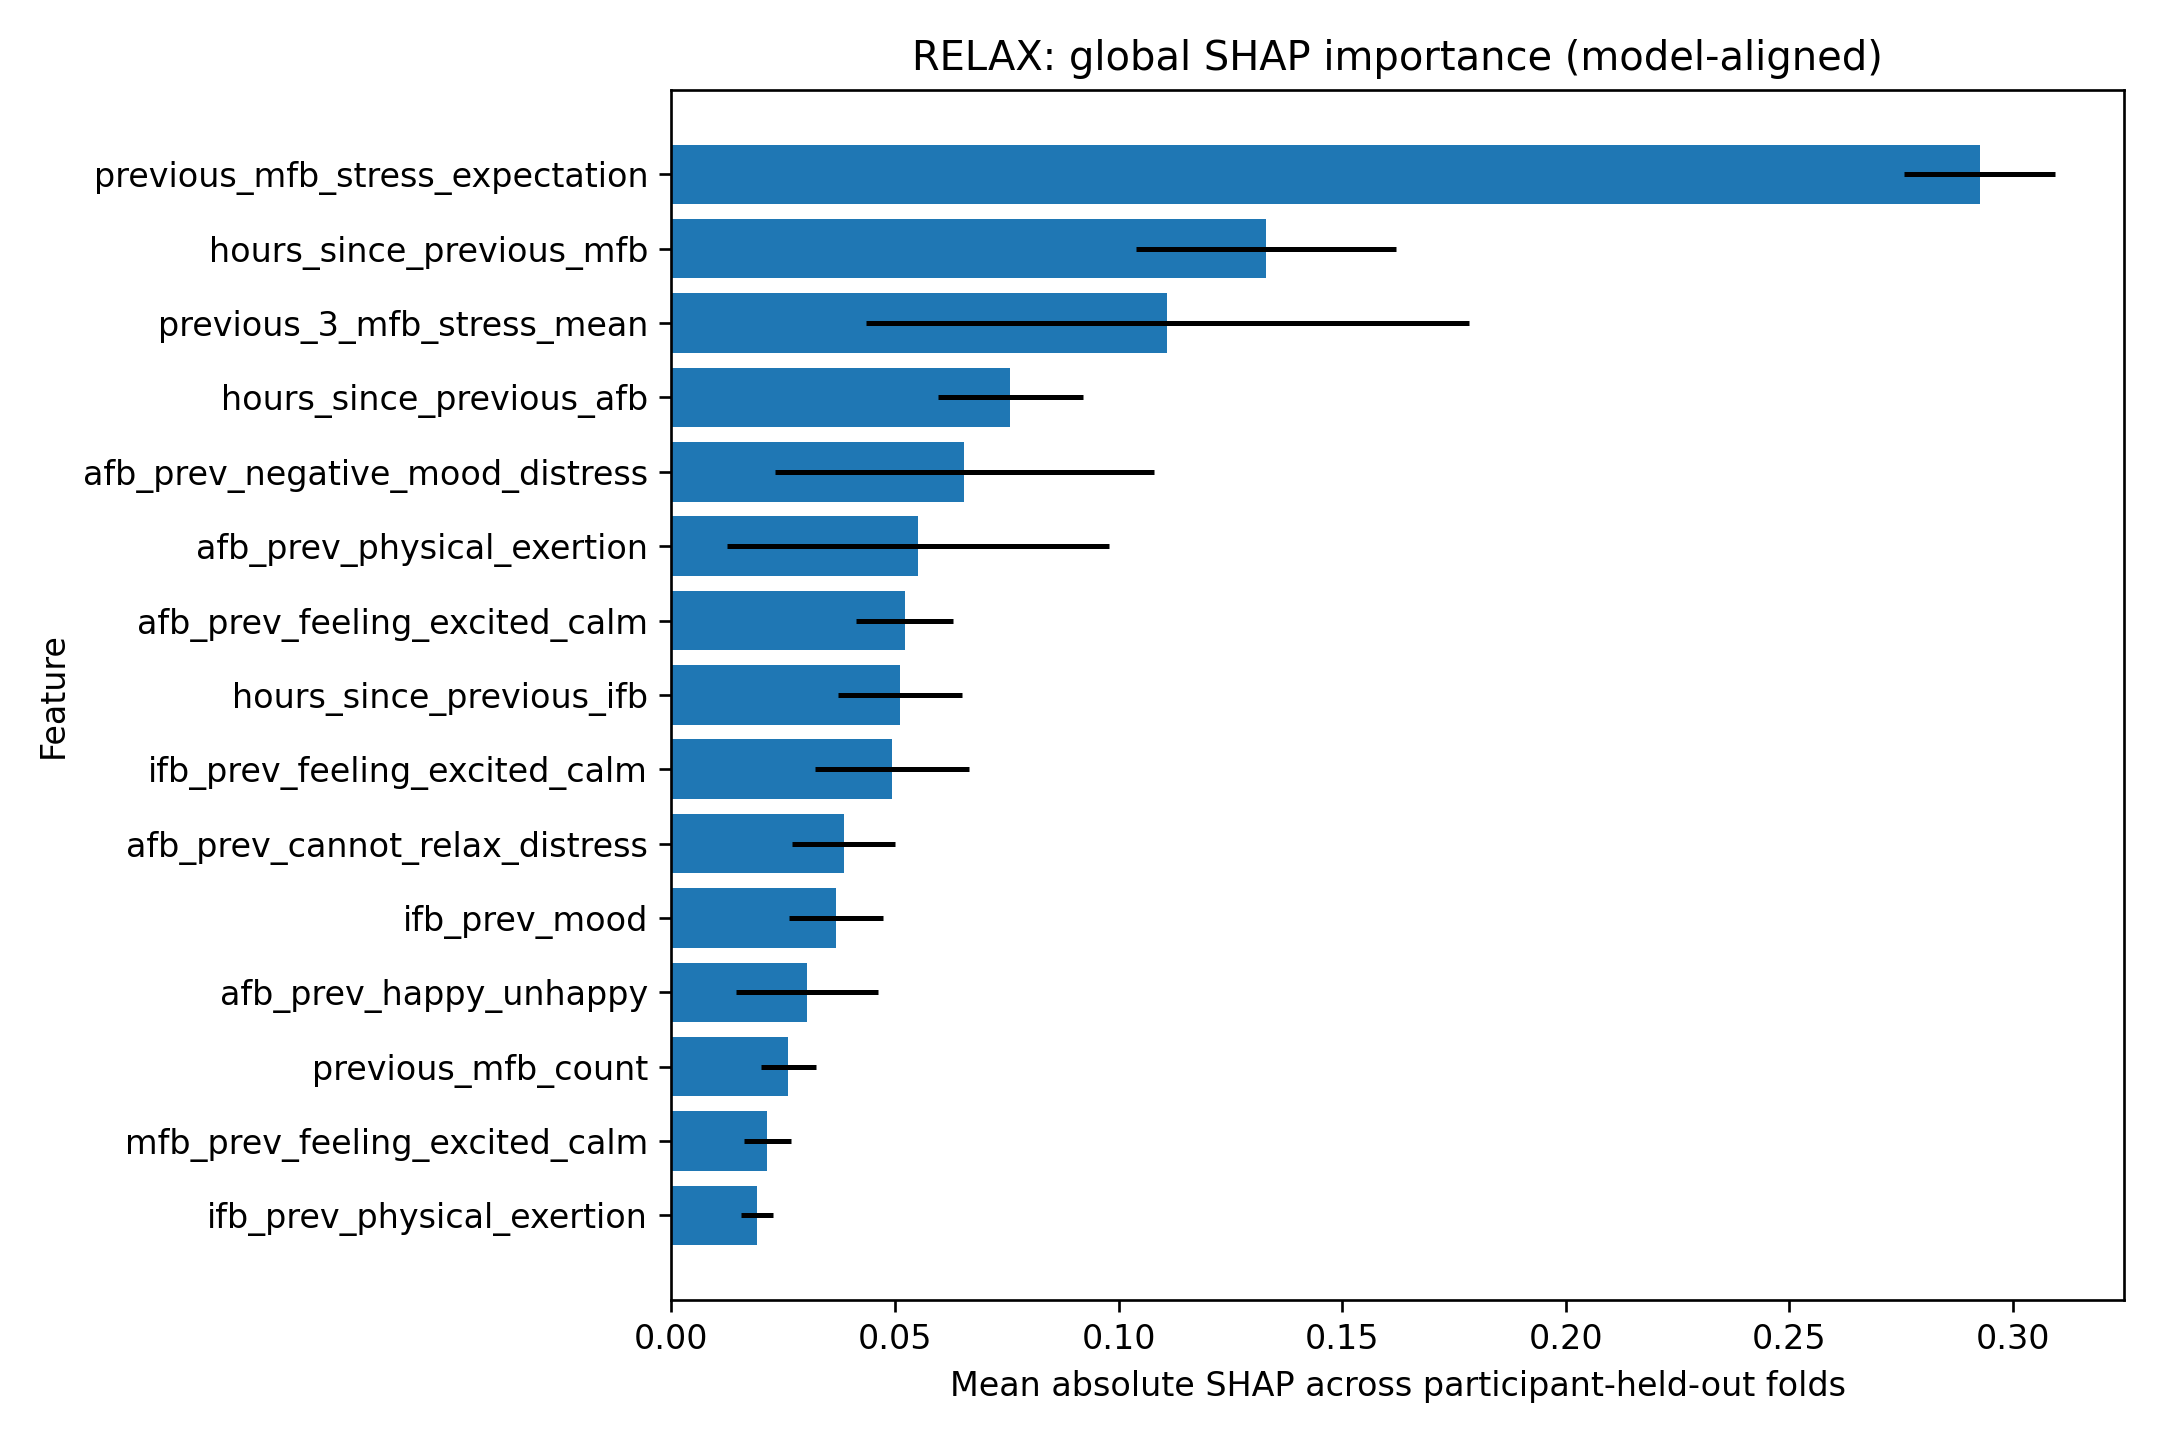 RELAX: global SHAP importance (model-aligned)
previous_mfb_stress_expectation
hours_since_previous_mfb
previous_3_mfb_stress_mean
hours_since_previous_afb
afb_prev_negative_mood_distress
afb_prev_physical_exertion
afb_prev_feeling_excited_calm
hours_since_previous_ifb
ifb_prev_feeling_excited_calm
afb_prev_cannot_relax_distress
ifb_prev_mood
afb_prev_happy_unhappy
previous_mfb_count
mfb_prev_feeling_excited_calm
ifb_prev_physical_exertion
Feature
0.00 0.05 0.10 0.15 0.20 0.25 0.30
Mean absolute SHAP across participant-held-out folds